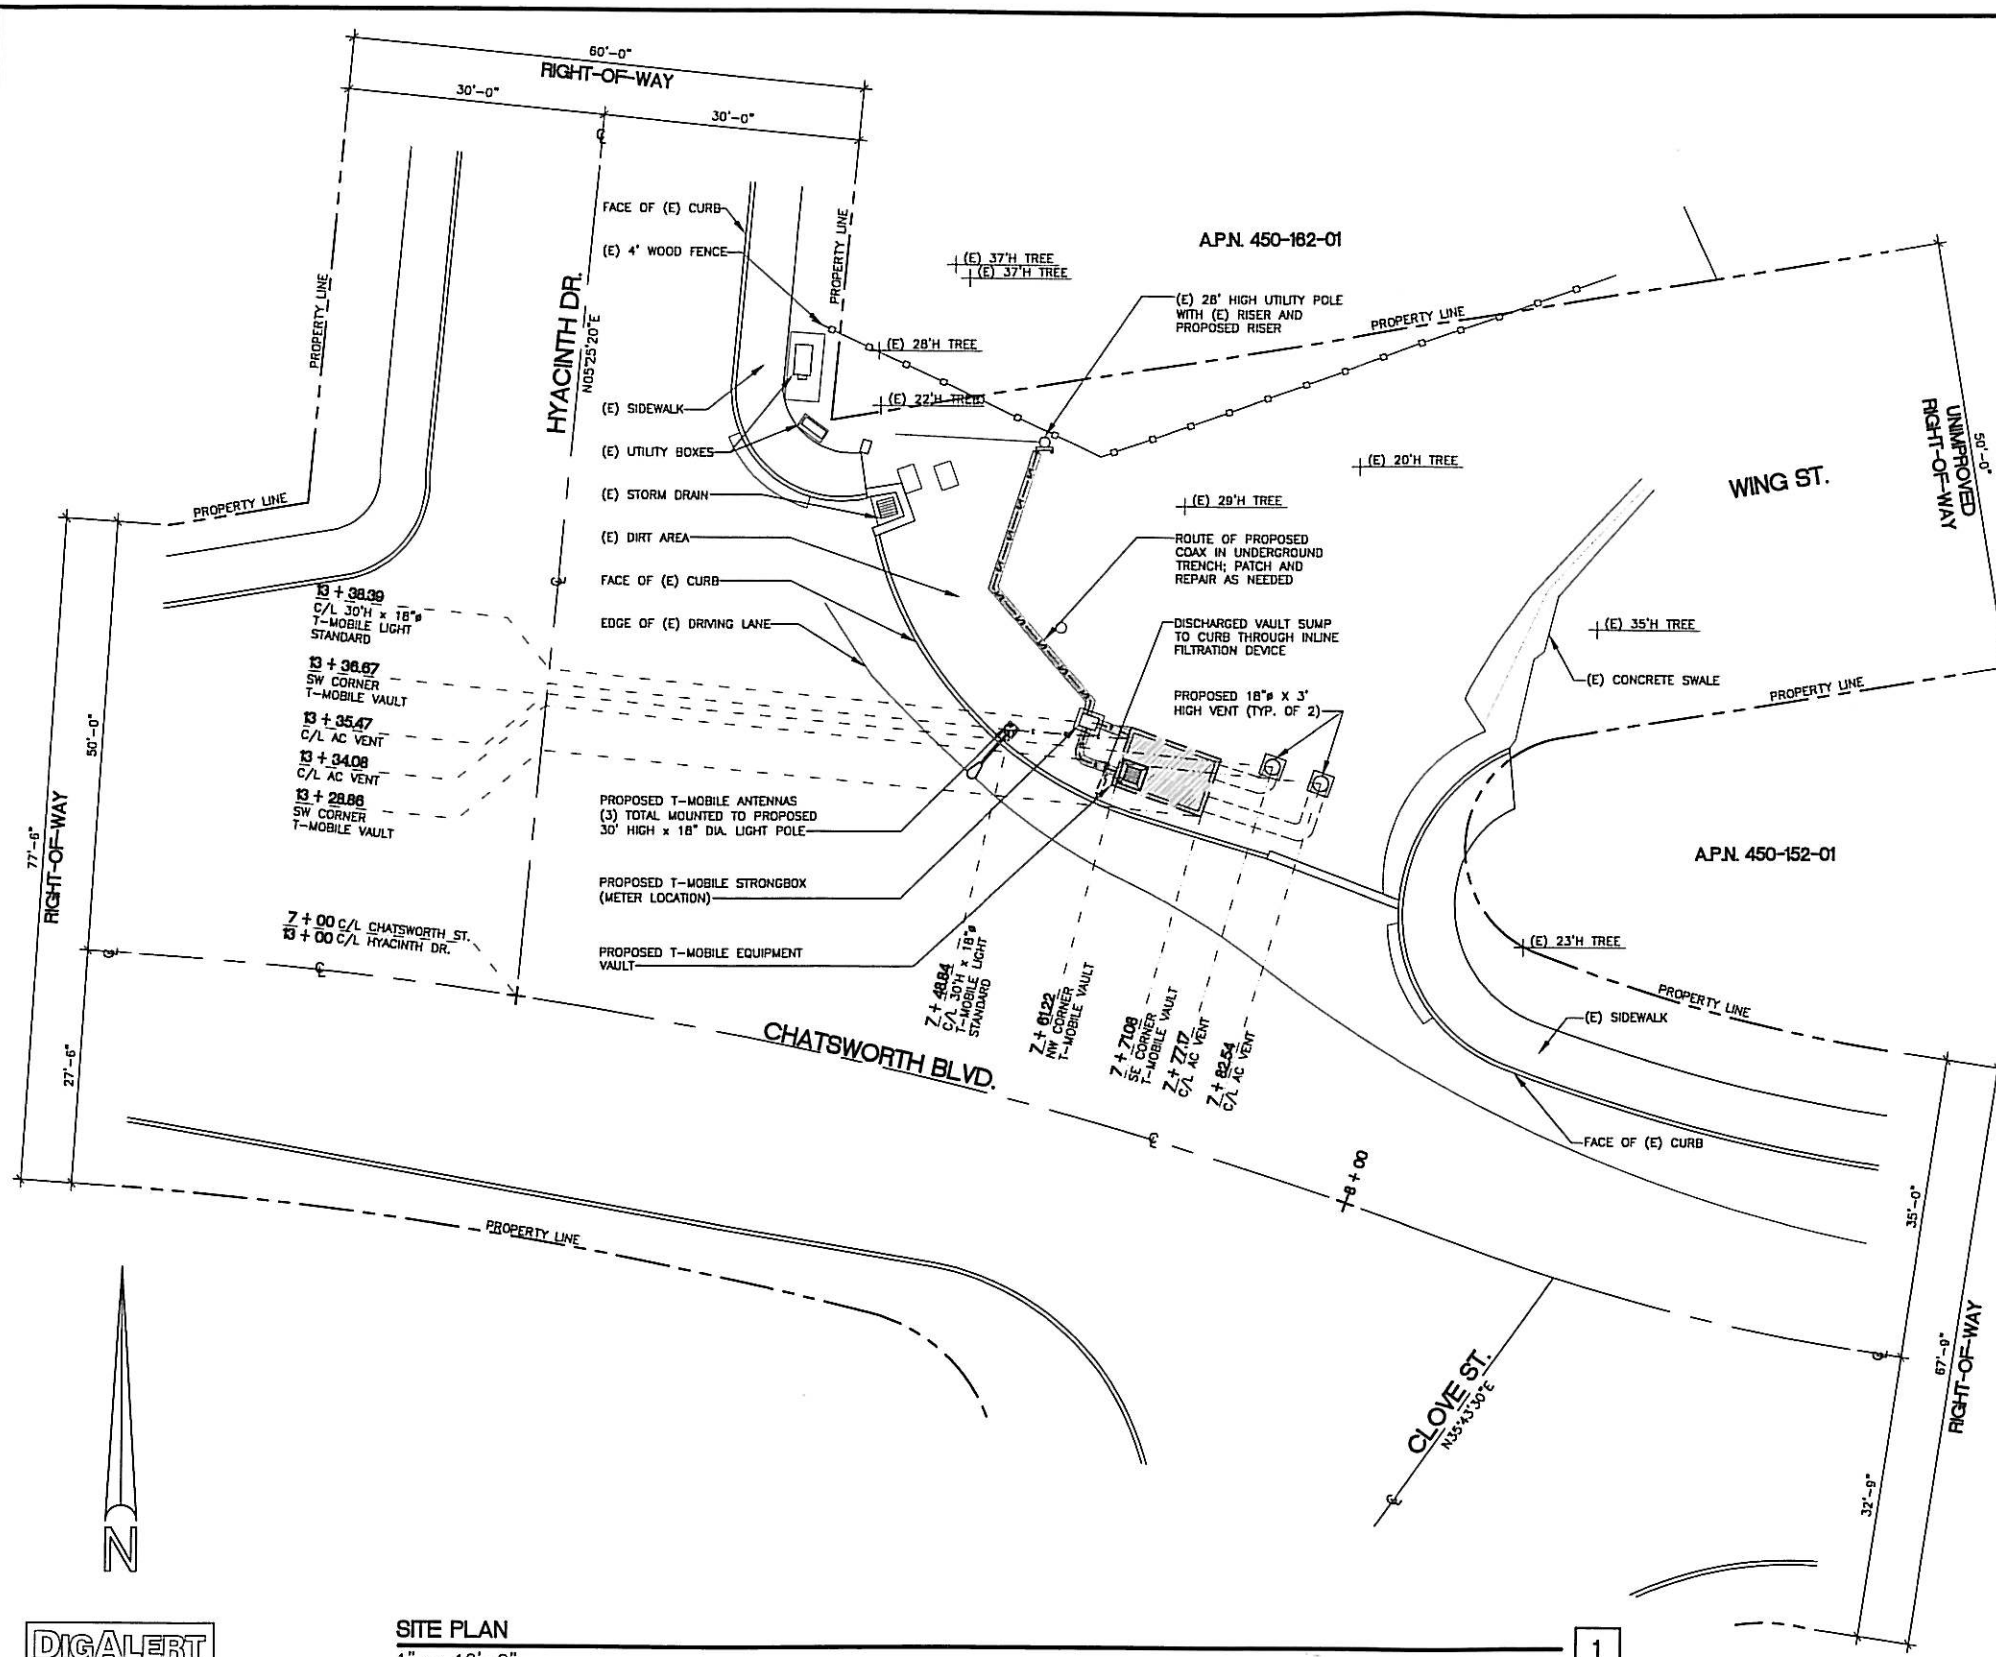 60'-0"
RIGHT-OF-WAY
30'-0"
30'-0"
℄
FACE OF (E) CURB
(E) 4' WOOD FENCE
PROPERTY LINE
PROPERTY LINE
HYACINTH DR.
N05°25'20"E
A.P.N. 450-162-01
(E) 37'H TREE
(E) 37'H TREE
(E) 28' HIGH UTILITY POLE
WITH (E) RISER AND
PROPOSED RISER
PROPERTY LINE
(E) 28'H TREE
(E) 22'H TREE
(E) SIDEWALK
(E) UTILITY BOXES
(E) STORM DRAIN
(E) DIRT AREA
FACE OF (E) CURB
EDGE OF (E) DRIVING LANE
(E) 20'H TREE
(E) 29'H TREE
WING ST.
UNIMPROVED
RIGHT-OF-WAY
50'-0"
ROUTE OF PROPOSED
COAX IN UNDERGROUND
TRENCH; PATCH AND
REPAIR AS NEEDED
DISCHARGED VAULT SUMP
TO CURB THROUGH INLINE
FILTRATION DEVICE
PROPOSED 18"ø X 3'
HIGH VENT (TYP. OF 2)
(E) 35'H TREE
(E) CONCRETE SWALE
PROPERTY LINE
PROPERTY LINE
℄
13 + 38.39
C/L 30'H x 18"ø
T-MOBILE LIGHT
STANDARD
13 + 36.67
SW CORNER
T-MOBILE VAULT
13 + 35.47
C/L AC VENT
13 + 34.08
C/L AC VENT
13 + 28.86
SW CORNER
T-MOBILE VAULT
50'-0"
77'-6"
RIGHT-OF-WAY
27'-6"
PROPOSED T-MOBILE ANTENNAS
(3) TOTAL MOUNTED TO PROPOSED
30' HIGH x 18" DIA. LIGHT POLE
PROPOSED T-MOBILE STRONGBOX
(METER LOCATION)
PROPOSED T-MOBILE EQUIPMENT
VAULT
7 + 00 C/L CHATSWORTH ST.
13 + 00 C/L HYACINTH DR.
℄
℄
7 + 48.84
C/L 30'H x 18"ø
T-MOBILE LIGHT
STANDARD
7 + 61.22
NW CORNER
T-MOBILE VAULT
7 + 71.08
SE CORNER
T-MOBILE VAULT
7 + 77.17
C/L AC VENT
7 + 82.54
C/L AC VENT
A.P.N. 450-152-01
(E) 23'H TREE
PROPERTY LINE
(E) SIDEWALK
FACE OF (E) CURB
CHATSWORTH BLVD.
℄
8 + 00
PROPERTY LINE
35'-0"
67'-9"
RIGHT-OF-WAY
32'-9"
℄
CLOVE ST.
N35°43'30"E
℄
N
DIGALERT
SITE PLAN
1